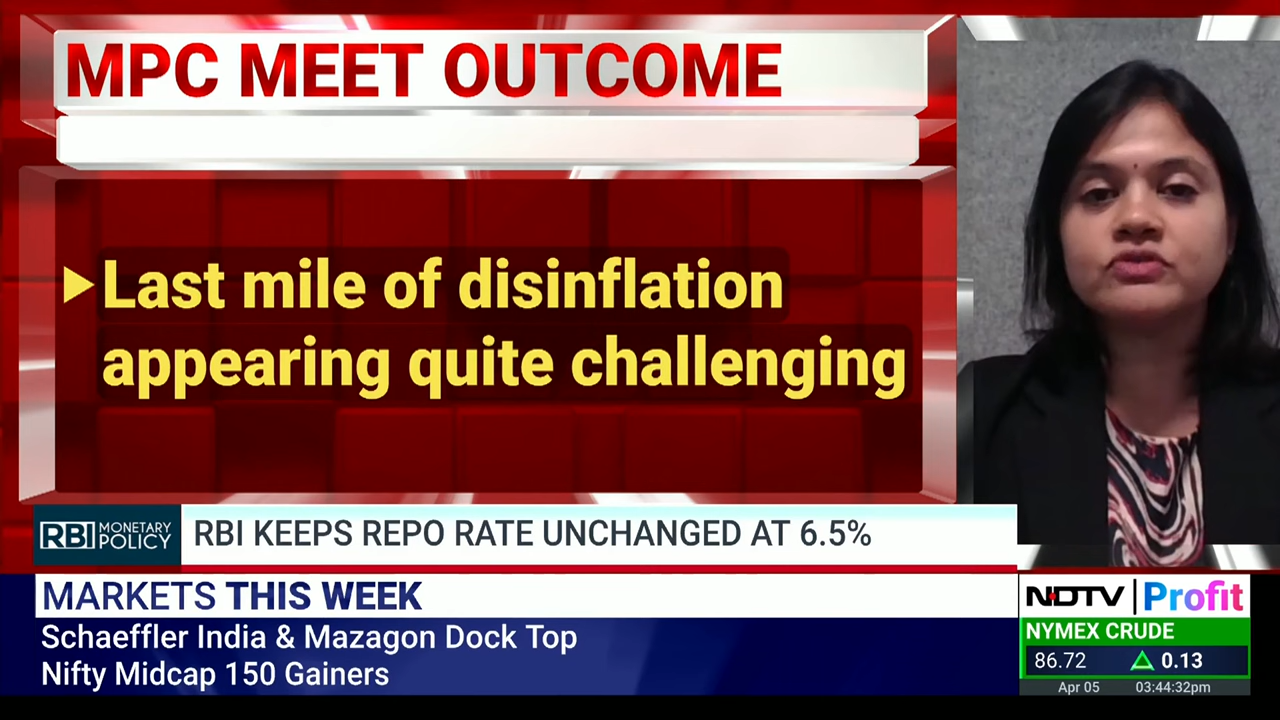 MPC MEET OUTCOME
Last mile of disinflation
appearing quite challenging
RBI MONETARY POLICY
RBI KEEPS REPO RATE UNCHANGED AT 6.5%
MARKETS THIS WEEK
Schaeffler India & Mazagon Dock Top
Nifty Midcap 150 Gainers
NDTV Profit
NYMEX CRUDE
86.72 0.13
Apr 05 03:44:32pm